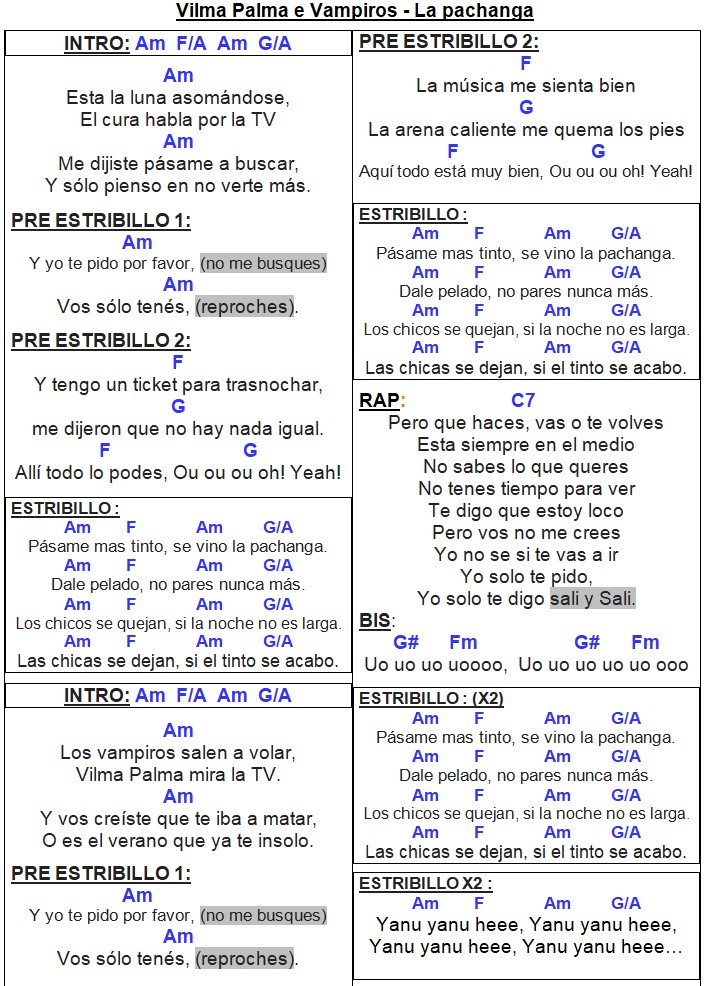 Vilma Palma e Vampiros - La pachanga
INTRO: Am F/A Am G/A
Am
Esta la luna asomándose,
El cura habla por la TV
Am
Me dijiste pásame a buscar,
Y sólo pienso en no verte más.
PRE ESTRIBILLO 1:
Am
Y yo te pido por favor, (no me busques)
Am
Vos sólo tenés, (reproches).
PRE ESTRIBILLO 2:
F
Y tengo un ticket para trasnochar,
G
me dijeron que no hay nada igual.
F G
Allí todo lo podes, Ou ou ou oh! Yeah!
ESTRIBILLO :
Am F Am G/A
Pásame mas tinto, se vino la pachanga.
Am F Am G/A
Dale pelado, no pares nunca más.
Am F Am G/A
Los chicos se quejan, si la noche no es larga.
Am F Am G/A
Las chicas se dejan, si el tinto se acabo.
INTRO: Am F/A Am G/A
Am
Los vampiros salen a volar,
Vilma Palma mira la TV.
Am
Y vos creíste que te iba a matar,
O es el verano que ya te insolo.
PRE ESTRIBILLO 1:
Am
Y yo te pido por favor, (no me busques)
Am
Vos sólo tenés, (reproches).
PRE ESTRIBILLO 2:
F
La música me sienta bien
G
La arena caliente me quema los pies
F G
Aquí todo está muy bien, Ou ou ou oh! Yeah!
ESTRIBILLO :
Am F Am G/A
Pásame mas tinto, se vino la pachanga.
Am F Am G/A
Dale pelado, no pares nunca más.
Am F Am G/A
Los chicos se quejan, si la noche no es larga.
Am F Am G/A
Las chicas se dejan, si el tinto se acabo.
RAP: C7
Pero que haces, vas o te volves
Esta siempre en el medio
No sabes lo que queres
No tenes tiempo para ver
Te digo que estoy loco
Pero vos no me crees
Yo no se si te vas a ir
Yo solo te pido,
Yo solo te digo sali y Sali.
BIS:
G# Fm G# Fm
Uo uo uo uoooo, Uo uo uo uo uo ooo
ESTRIBILLO : (X2)
Am F Am G/A
Pásame mas tinto, se vino la pachanga.
Am F Am G/A
Dale pelado, no pares nunca más.
Am F Am G/A
Los chicos se quejan, si la noche no es larga.
Am F Am G/A
Las chicas se dejan, si el tinto se acabo.
ESTRIBILLO X2 :
Am F Am G/A
Yanu yanu heee, Yanu yanu heee,
Yanu yanu heee, Yanu yanu heee…